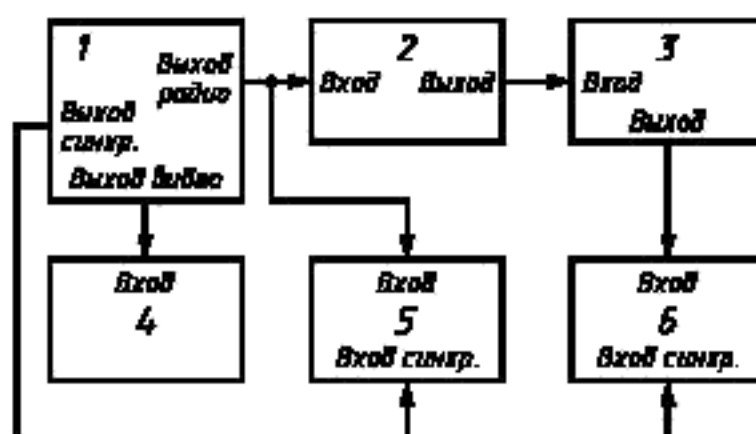 1
Выход
радио
Выход
синхр.
Выход видео
2
Вход Выход
3
Вход
Выход
Вход
4
Вход
5
Вход синхр.
Вход
6
Вход синхр.